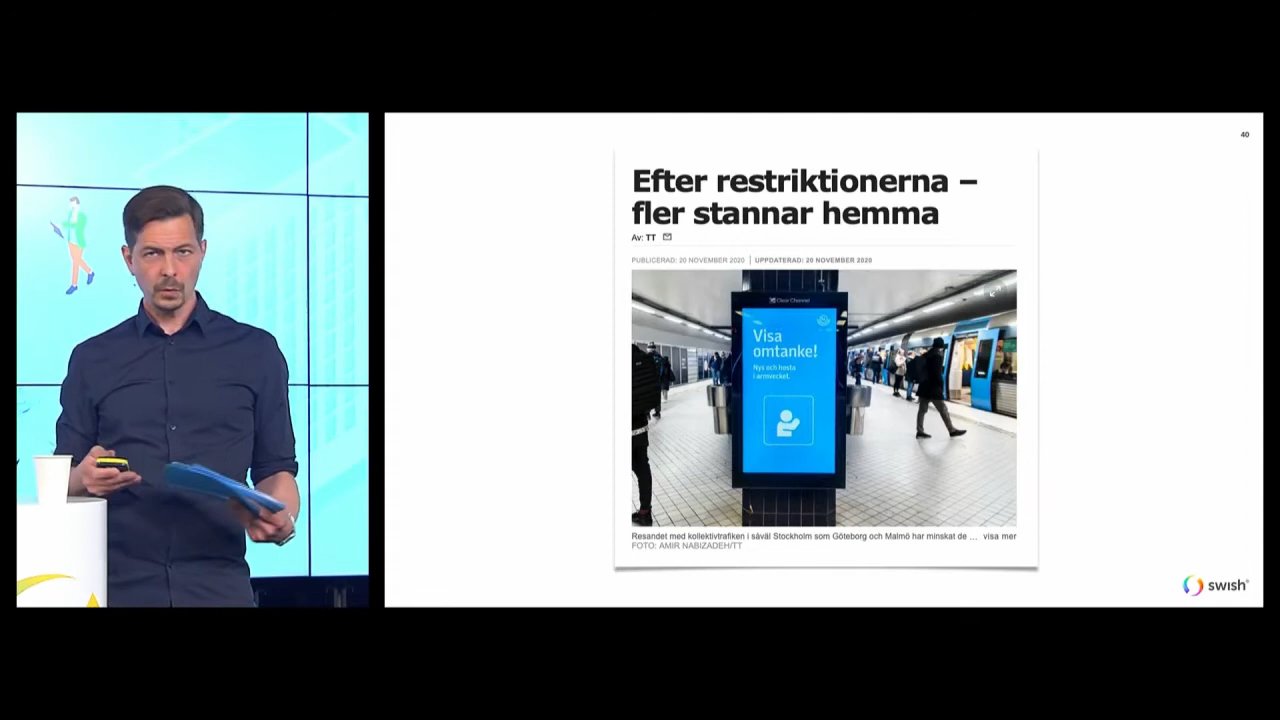 40
Efter restriktionerna –
fler stannar hemma
Av: TT
PUBLICERAD: 20 NOVEMBER 2020 | UPPDATERAD: 20 NOVEMBER 2020
Clear Channel
Visa
omtanke!
Nys och hosta
i armvecket.
Resandet med kollektivtrafiken i såväl Stockholm som Göteborg och Malmö har minskat de ... visa mer
FOTO: AMIR NABIZADEH/TT
swish